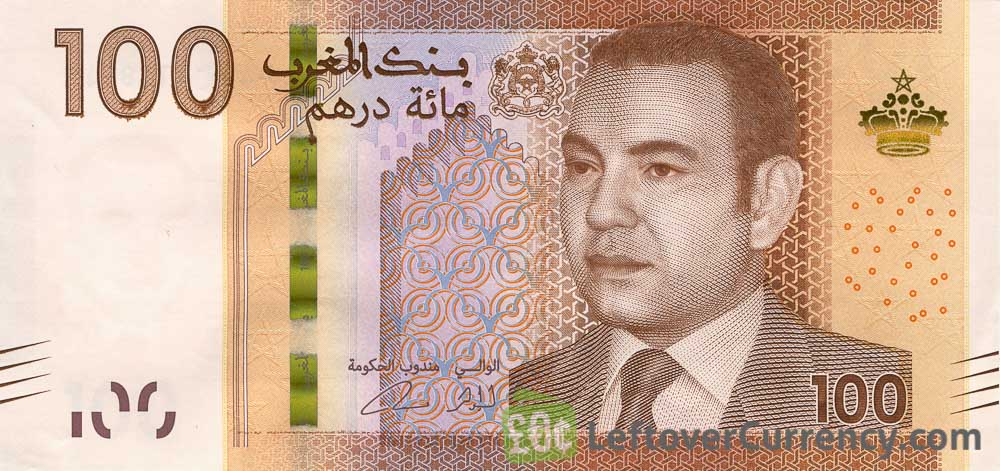 100
بنك المغرب
مائة درهم
الوالي مندوب الحكومة
100
100
LeftoverCurrency.com